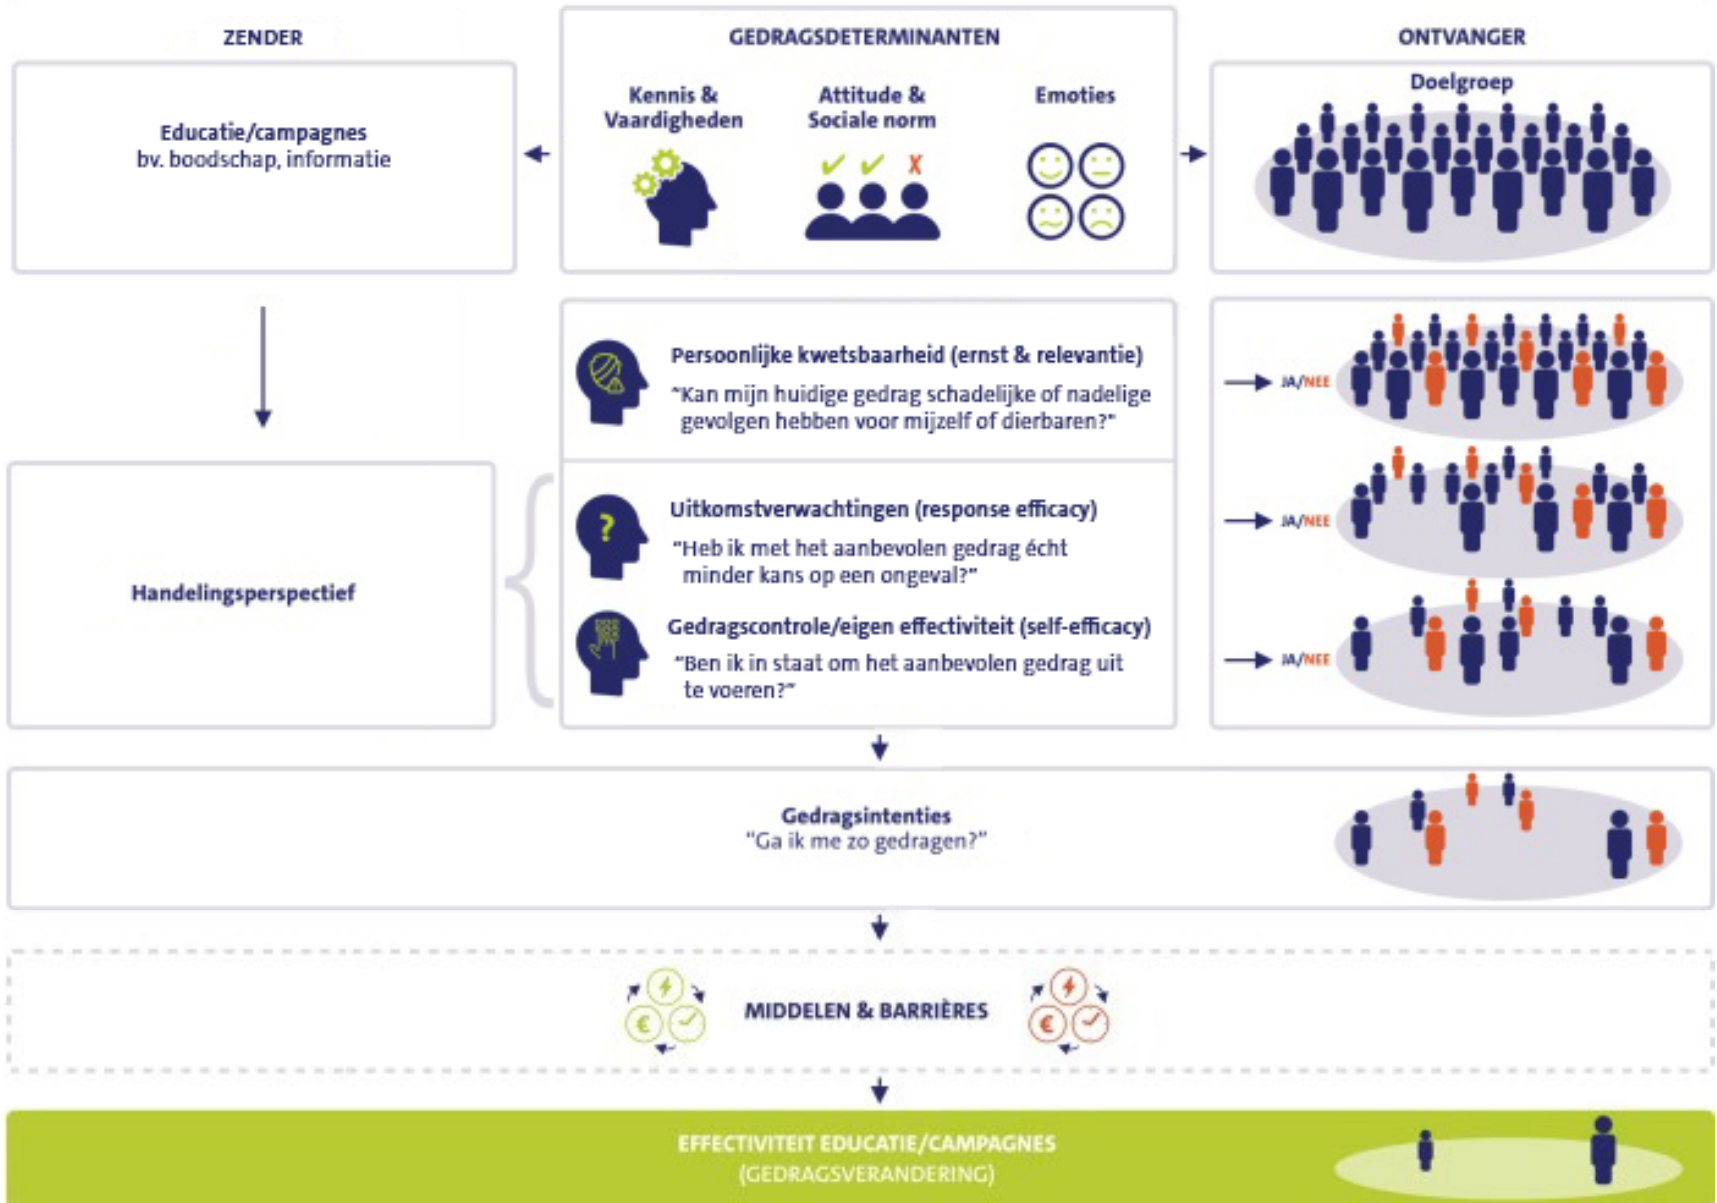 ZENDER
GEDRAGSDETERMINANTEN
ONTVANGER
Educatie/campagnes
bv. boodschap, informatie
Kennis &
Vaardigheden
Attitude &
Sociale norm
Emoties
Doelgroep
Persoonlijke kwetsbaarheid (ernst & relevantie)
"Kan mijn huidige gedrag schadelijke of nadelige
gevolgen hebben voor mijzelf of dierbaren?"
JA/NEE
Handelingsperspectief
?
Uitkomstverwachtingen (response efficacy)
"Heb ik met het aanbevolen gedrag écht
minder kans op een ongeval?"
JA/NEE
Gedragscontrole/eigen effectiviteit (self-efficacy)
"Ben ik in staat om het aanbevolen gedrag uit
te voeren?"
JA/NEE
Gedragsintenties
"Ga ik me zo gedragen?"
€
MIDDELEN & BARRIÈRES
€
EFFECTIVITEIT EDUCATIE/CAMPAGNES
(GEDRAGSVERANDERING)